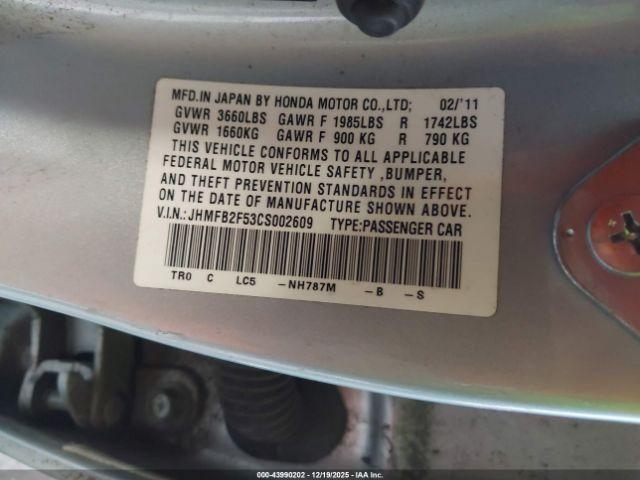 MFD.IN JAPAN BY HONDA MOTOR CO.,LTD; 02/'11
GVWR 3660LBS GAWR F 1985LBS R 1742LBS
GVWR 1660KG GAWR F 900 KG R 790 KG
THIS VEHICLE CONFORMS TO ALL APPLICABLE
FEDERAL MOTOR VEHICLE SAFETY ,BUMPER,
AND THEFT PREVENTION STANDARDS IN EFFECT
ON THE DATE OF MANUFACTURE SHOWN ABOVE.
V.I.N.:JHMFB2F53CS002609 TYPE:PASSENGER CAR
TR0 C LC5 -NH787M -B -S
000-43990202 - 12/19/2025 - IAAI.com